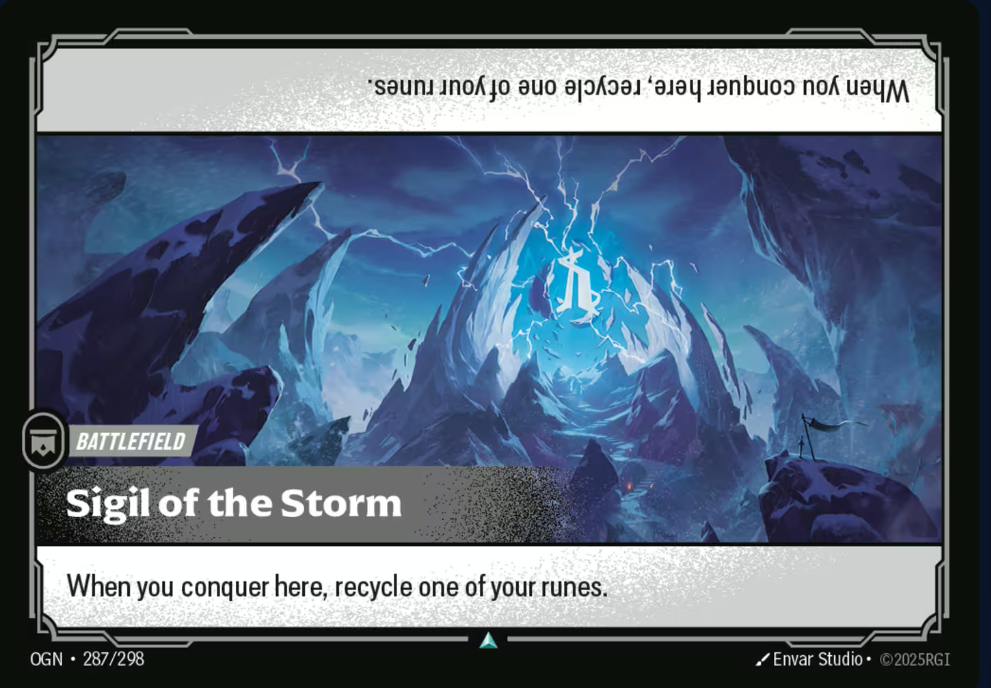 When you conquer here, recycle one of your runes.
BATTLEFIELD
Sigil of the Storm
When you conquer here, recycle one of your runes.
OGN • 287/298
Envar Studio • ©2025RGI